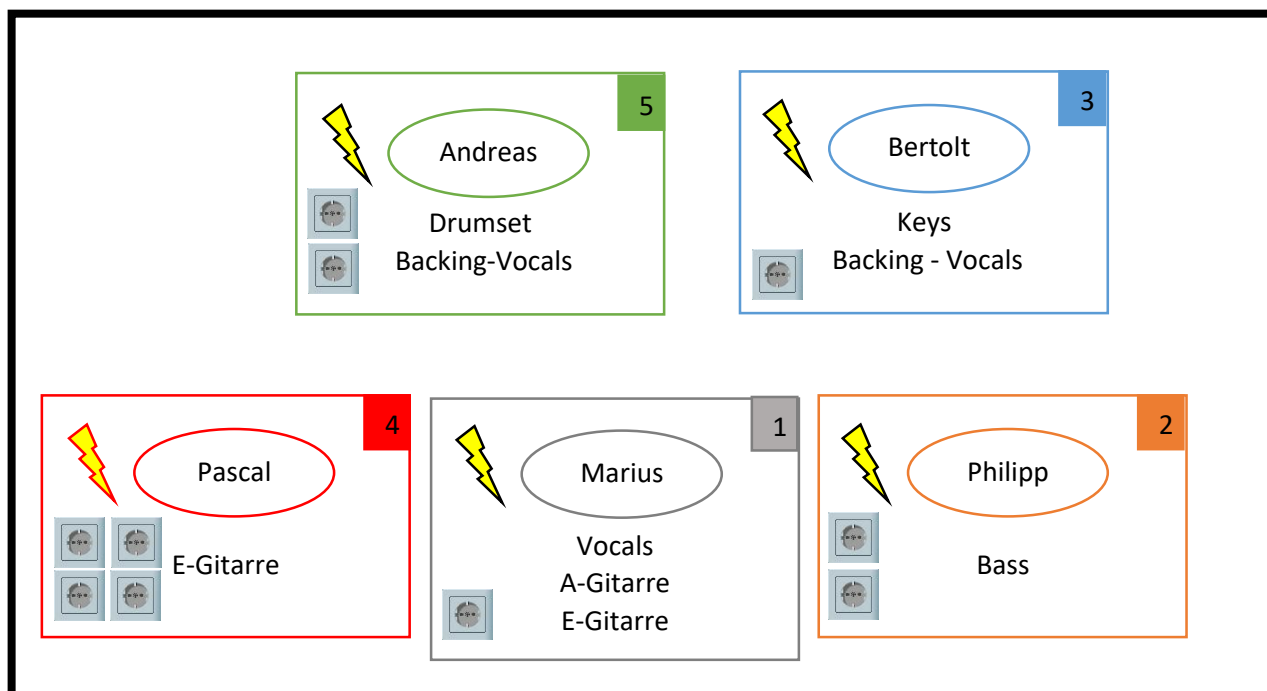 5
Andreas
Drumset
Backing-Vocals
3
Bertolt
Keys
Backing - Vocals
4
Pascal
E-Gitarre
1
Marius
Vocals
A-Gitarre
E-Gitarre
2
Philipp
Bass